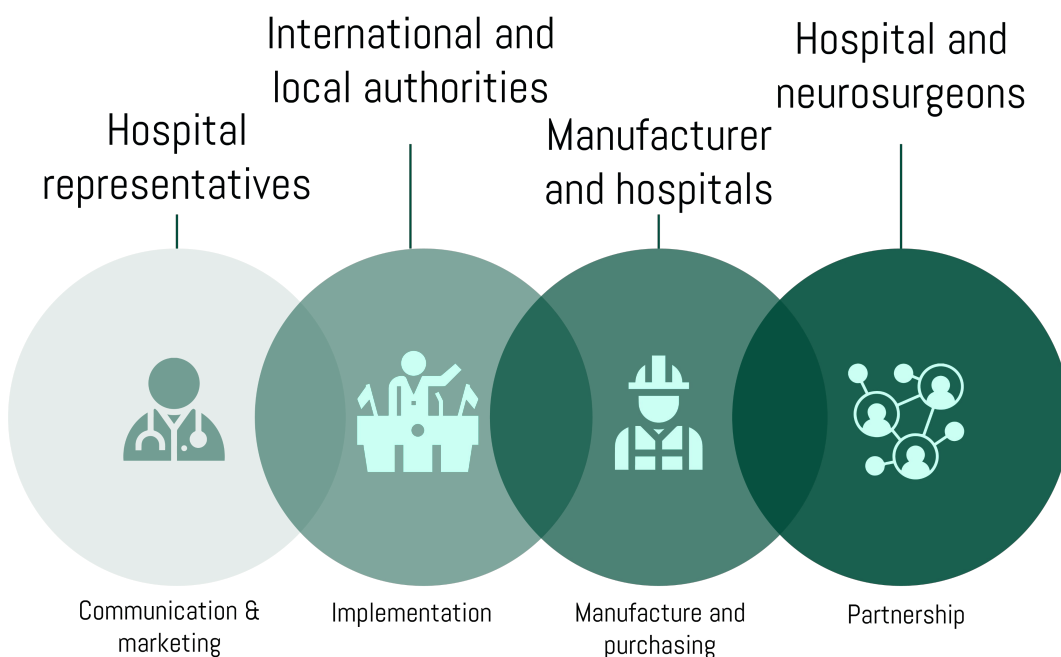 Hospital
representatives
International and
local authorities
Manufacturer
and hospitals
Hospital and
neurosurgeons
Communication &
marketing
Implementation
Manufacture and
purchasing
Partnership